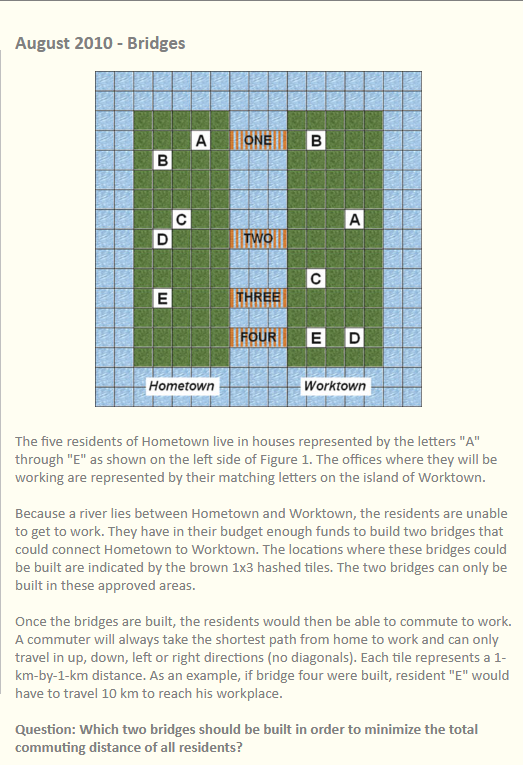 August 2010 - Bridges
A ONE B
B
C A
D TWO
C
E THREE
FOUR E D
Hometown Worktown
The five residents of Hometown live in houses represented by the letters "A"
through "E" as shown on the left side of Figure 1. The offices where they will be
working are represented by their matching letters on the island of Worktown.
Because a river lies between Hometown and Worktown, the residents are unable
to get to work. They have in their budget enough funds to build two bridges that
could connect Hometown to Worktown. The locations where these bridges could
be built are indicated by the brown 1x3 hashed tiles. The two bridges can only be
built in these approved areas.
Once the bridges are built, the residents would then be able to commute to work.
A commuter will always take the shortest path from home to work and can only
travel in up, down, left or right directions (no diagonals). Each tile represents a 1-
km-by-1-km distance. As an example, if bridge four were built, resident "E" would
have to travel 10 km to reach his workplace.
Question: Which two bridges should be built in order to minimize the total
commuting distance of all residents?